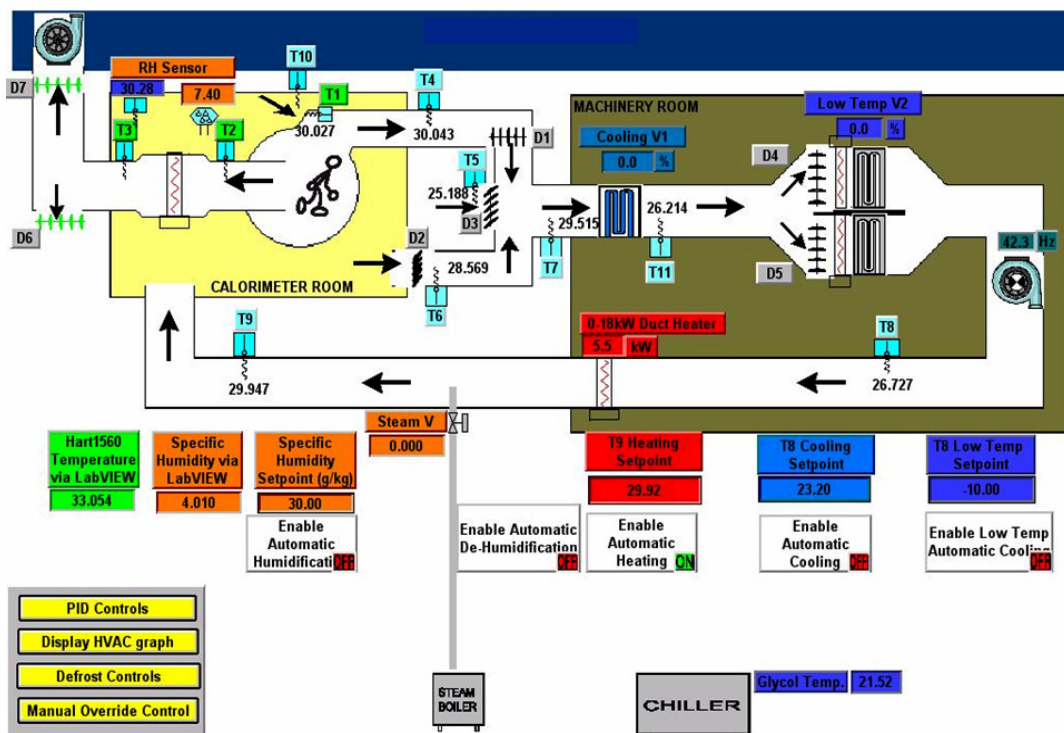 T10
RH Sensor
T4
D7
30.28
7.40
T1
MACHINERY ROOM
Low Temp V2
T3
T2
30.027
30.043
D1
Cooling V1
0.0 %
0.0 %
D4
T5
25.188
D3
29.515
26.214
D6
D2
T7
T11
D5
42.3 Hz
28.569
CALORIMETER ROOM
T6
T9
0-18kW Duct Heater
5.5 kW
T8
29.947
26.727
Steam V
0.000
Hart1560
Temperature
via LabVIEW
33.054
Specific
Humidity via
LabVIEW
4.010
Specific
Humidity
Setpoint (g/kg)
30.00
T9 Heating
Setpoint
29.92
T8 Cooling
Setpoint
23.20
T8 Low Temp
Setpoint
-10.00
Enable
Automatic
Humidificati OFF
Enable Automatic
De-Humidification
OFF
Enable
Automatic
Heating ON
Enable
Automatic
Cooling OFF
Enable Low Temp
Automatic Cooling
OFF
PID Controls
Display HVAC graph
Defrost Controls
Manual Override Control
STEAM
BOILER
CHILLER
Glycol Temp. 21.52